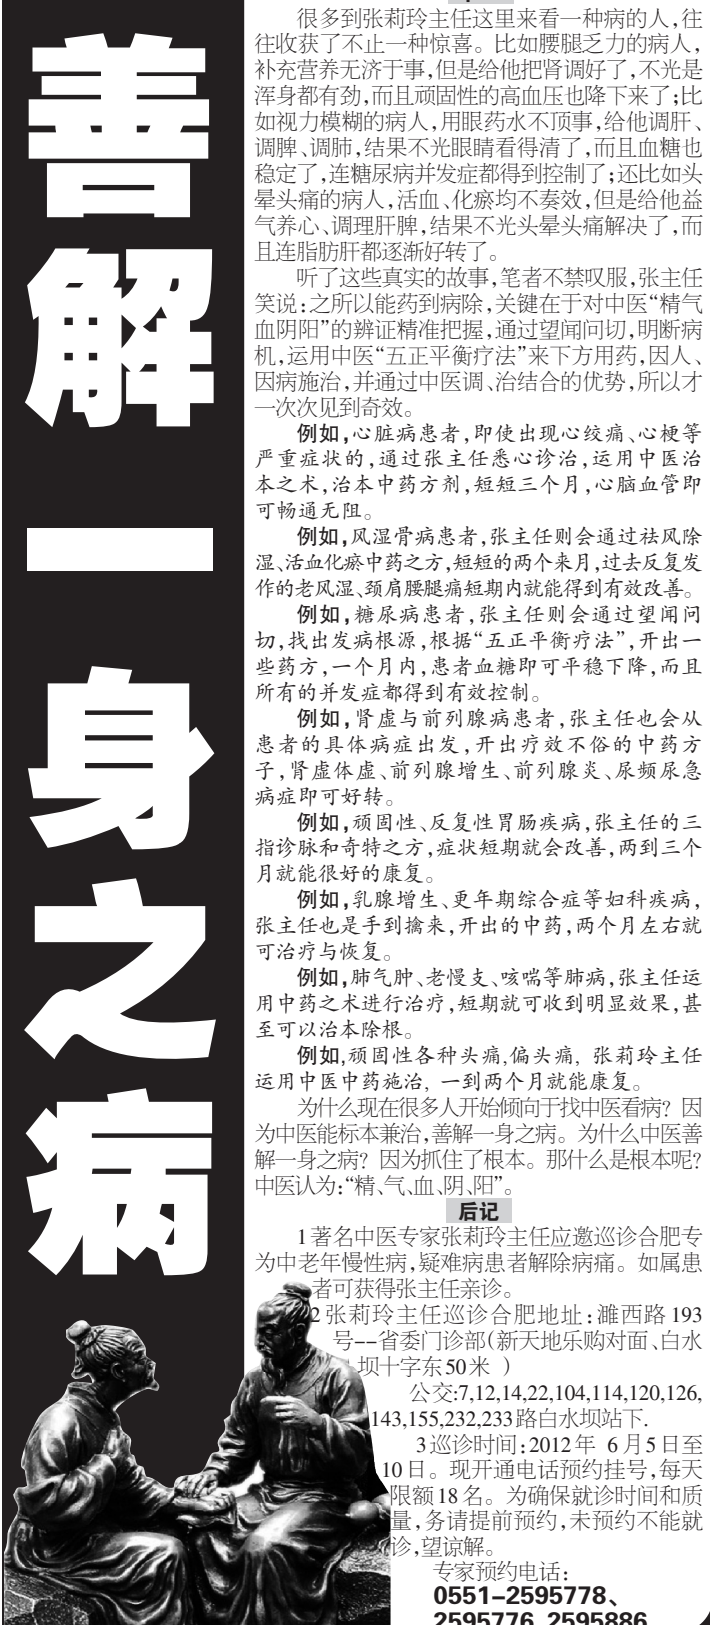 善解一身之病
很多到张莉玲主任这里来看一种病的人,往
往收获了不止一种惊喜。比如腰腿乏力的病人,
补充营养无济于事,但是给他把肾调好了,不光是
浑身都有劲,而且顽固性的高血压也降下来了;比
如视力模糊的病人,用眼药水不顶事,给他调肝、
调脾、调肺,结果不光眼睛看得清了,而且血糖也
稳定了,连糖尿病并发症都得到控制了;还比如头
晕头痛的病人,活血、化瘀均不奏效,但是给他益
气养心、调理肝脾,结果不光头晕头痛解决了,而
且连脂肪肝都逐渐好转了。
听了这些真实的故事,笔者不禁叹服,张主任
笑说:之所以能药到病除,关键在于对中医“精气
血阴阳”的辨证精准把握,通过望闻问切,明断病
机,运用中医“五正平衡疗法”来下方用药,因人、
因病施治,并通过中医调、治结合的优势,所以才
一次次见到奇效。
例如,心脏病患者,即使出现心绞痛、心梗等
严重症状的,通过张主任悉心诊治,运用中医治
本之术,治本中药方剂,短短三个月,心脑血管即
可畅通无阻。
例如,风湿骨病患者,张主任则会通过祛风除
湿、活血化瘀中药之方,短短的两个来月,过去反复发
作的老风湿、颈肩腰腿痛短期内就能得到有效改善。
例如,糖尿病患者,张主任则会通过望闻问
切,找出发病根源,根据“五正平衡疗法”,开出一
些药方,一个月内,患者血糖即可平稳下降,而且
所有的并发症都得到有效控制。
例如,肾虚与前列腺病患者,张主任也会从
患者的具体病症出发,开出疗效不俗的中药方
子,肾虚体虚、前列腺增生、前列腺炎、尿频尿急
病症即可好转。
例如,顽固性、反复性胃肠疾病,张主任的三
指诊脉和奇特之方,症状短期就会改善,两到三个
月就能很好的康复。
例如,乳腺增生、更年期综合症等妇科疾病,
张主任也是手到擒来,开出的中药,两个月左右就
可治疗与恢复。
例如,肺气肿、老慢支、咳喘等肺病,张主任运
用中药之术进行治疗,短期就可收到明显效果,甚
至可以治本除根。
例如,顽固性各种头痛,偏头痛, 张莉玲主任
运用中医中药施治, 一到两个月就能康复。
为什么现在很多人开始倾向于找中医看病? 因
为中医能标本兼治,善解一身之病。为什么中医善
解一身之病? 因为抓住了根本。那什么是根本呢?
中医认为:“精、气、血、阴、阳”。
后记
1著名中医专家张莉玲主任应邀巡诊合肥专
为中老年慢性病,疑难病患者解除病痛。如属患
者可获得张主任亲诊。
2张莉玲主任巡诊合肥地址:濉西路193
号--省委门诊部(新天地乐购对面、白水
坝十字东50米 )
公交:7,12,14,22,104,114,120,126,
143,155,232,233路白水坝站下.
3巡诊时间:2012年 6月5日至
10日。现开通电话预约挂号,每天
限额18名。为确保就诊时间和质
量,务请提前预约,未预约不能就
诊,望谅解。
专家预约电话:
0551-2595778、
2595776 2595886